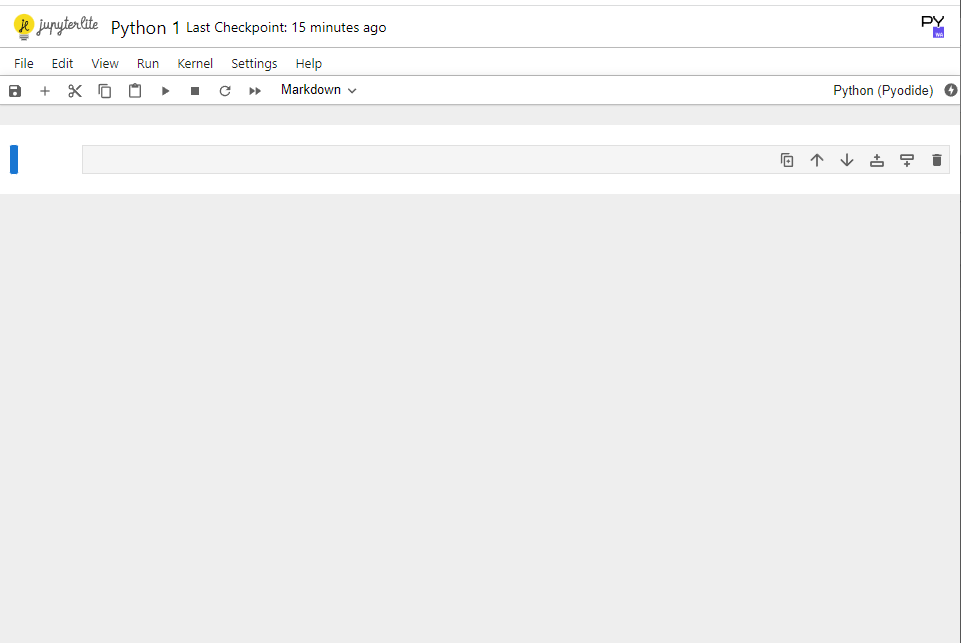 jupyterlite Python 1 Last Checkpoint: 15 minutes ago PY WA
File Edit View Run Kernel Settings Help
Markdown Python (Pyodide)